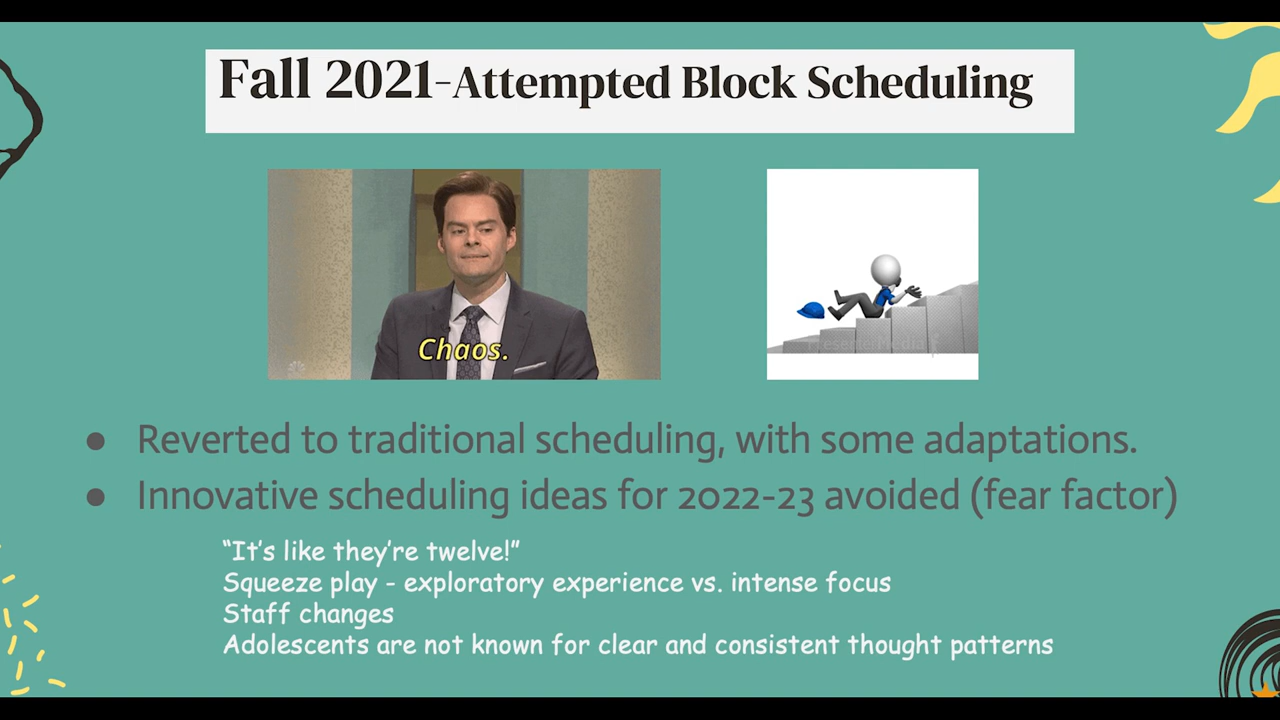 Fall 2021-Attempted Block Scheduling
Chaos.
PresenterMedia
● Reverted to traditional scheduling, with some adaptations.
● Innovative scheduling ideas for 2022-23 avoided (fear factor)
“It’s like they’re twelve!”
Squeeze play - exploratory experience vs. intense focus
Staff changes
Adolescents are not known for clear and consistent thought patterns